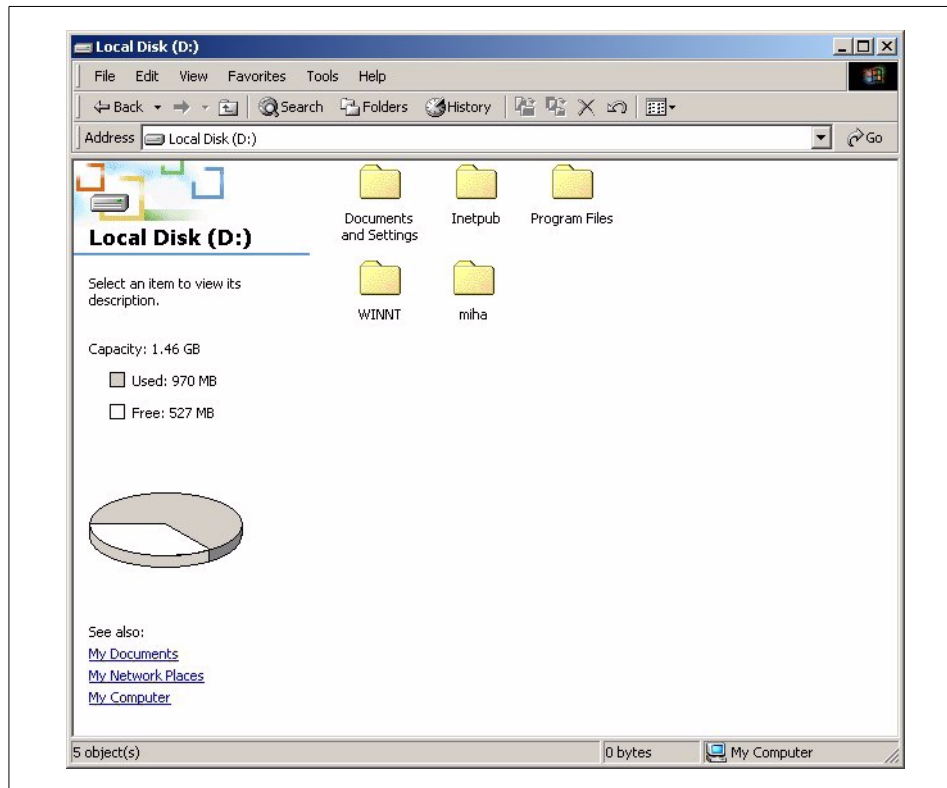 Local Disk (D:)
File Edit View Favorites Tools Help
Back Search Folders History
Address Local Disk (D:) Go
Local Disk (D:)
Select an item to view its
description.
Capacity: 1.46 GB
Used: 970 MB
Free: 527 MB
See also:
My Documents
My Network Places
My Computer
Documents
and Settings
Inetpub
Program Files
WINNT
miha
5 object(s) 0 bytes My Computer